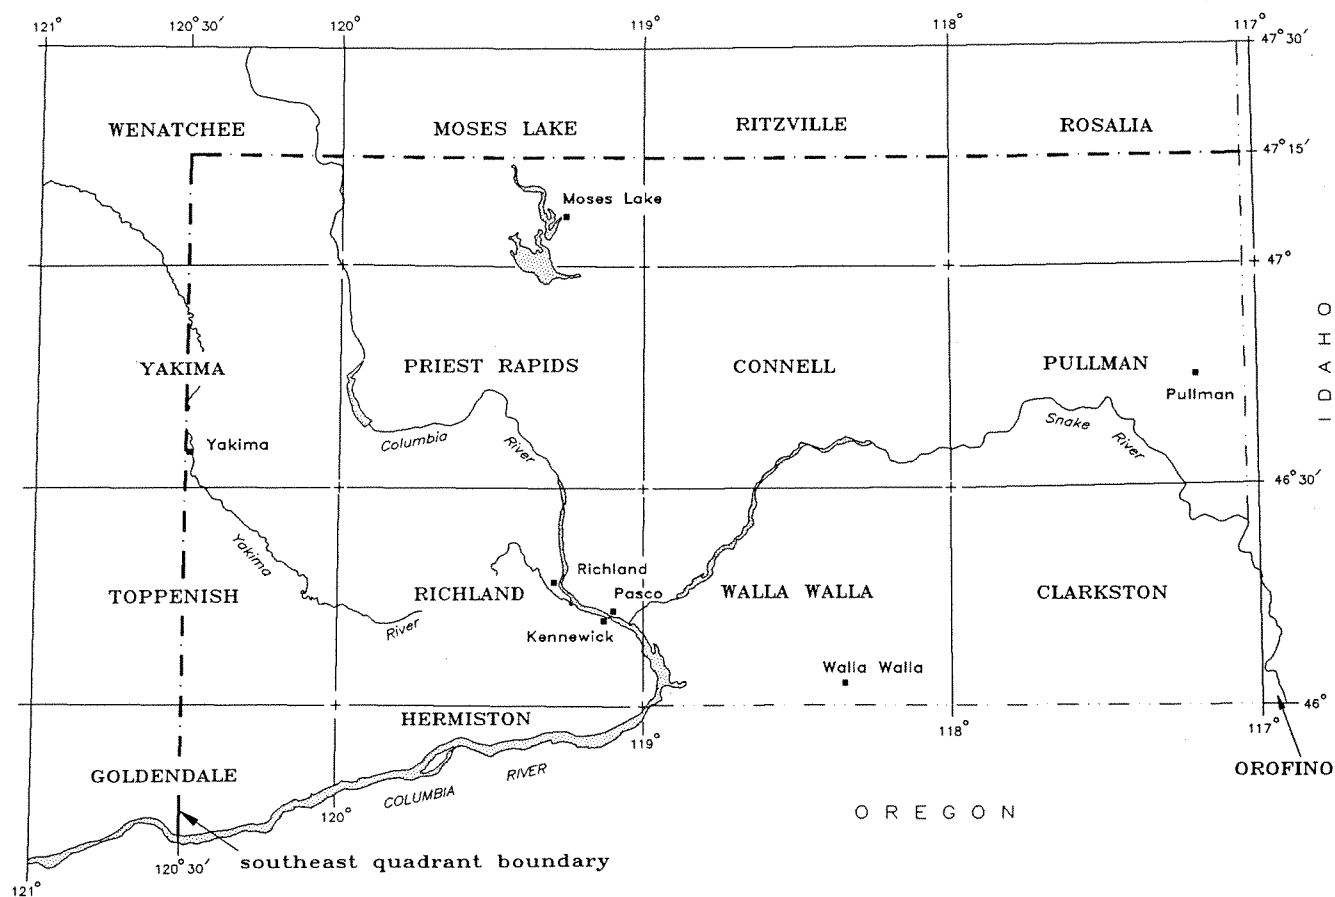 121°
120° 30′
120°
119°
118°
117°
47° 30′
WENATCHEE
MOSES LAKE
RITZVILLE
ROSALIA
47° 15′
Moses Lake
47°
IDAHO
YAKIMA
PRIEST RAPIDS
CONNELL
PULLMAN
Pullman
Yakima
Columbia
River
Snake
River
46° 30′
Yakima
River
TOPPENISH
RICHLAND
Richland
Pasco
Kennewick
WALLA WALLA
CLARKSTON
Walla Walla
46°
HERMISTON
119°
118°
117°
GOLDENDALE
COLUMBIA
RIVER
OROFINO
120°
OREGON
southeast quadrant boundary
120° 30′
121°